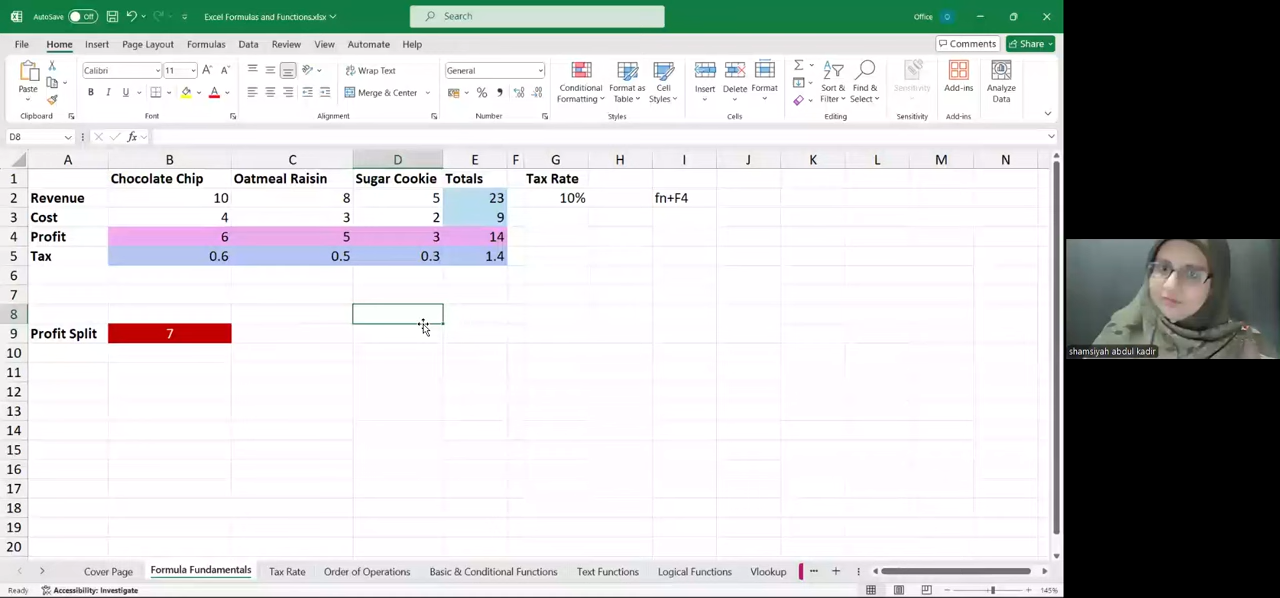 AutoSave Off Excel Formulas and Functions.xlsx Search Office O
File Home Insert Page Layout Formulas Data Review View Automate Help Comments Share
Paste Calibri 11 A A Wrap Text General Conditional Formatting Format as Table Cell Styles Insert Delete Format Sort & Filter Find & Select Sensitivity Add-ins Analyze Data
B I U Merge & Center
Clipboard Font Alignment Number Styles Cells Editing Sensitivity Add-ins
D8 fx
A B C D E F G H I J K L M N
1 Chocolate Chip Oatmeal Raisin Sugar Cookie Totals Tax Rate
2 Revenue 10 8 5 23 10% fn+F4
3 Cost 4 3 2 9
4 Profit 6 5 3 14
5 Tax 0.6 0.5 0.3 1.4
6
7
8
9 Profit Split 7
10
11
12
13
14
15
16
17
18
19
20
shamsiyah abdul kadir
Cover Page Formula Fundamentals Tax Rate Order of Operations Basic & Conditional Functions Text Functions Logical Functions Vlookup
Ready Accessibility: Investigate 145%